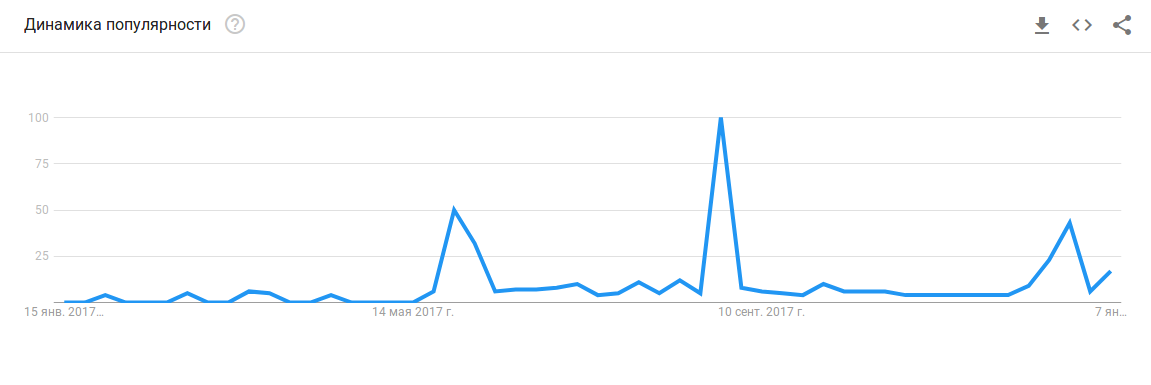 Динамика популярности ?
100
75
50
25
15 янв. 2017…
14 мая 2017 г.
10 сент. 2017 г.
7 ян…